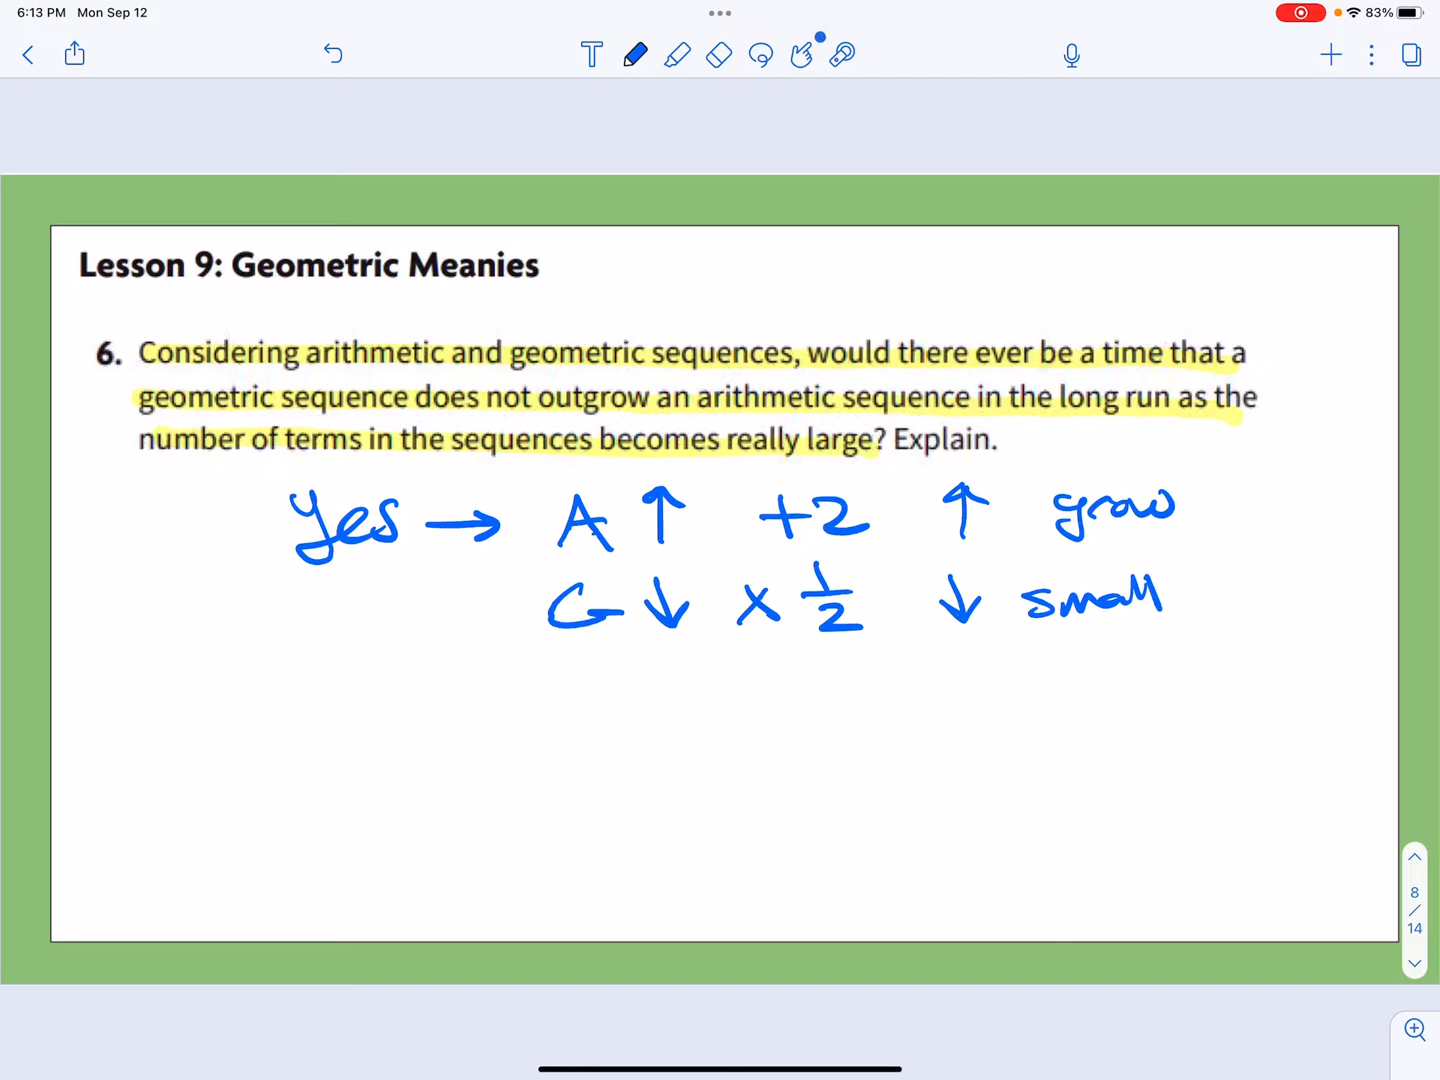 6:13 PM Mon Sep 12
83%
Lesson 9: Geometric Meanies
6. Considering arithmetic and geometric sequences, would there ever be a time that a
geometric sequence does not outgrow an arithmetic sequence in the long run as the
number of terms in the sequences becomes really large? Explain.
Yes → A ↑ +2 ↑ grow
G ↓ × 1/2 ↓ small
8
/
14